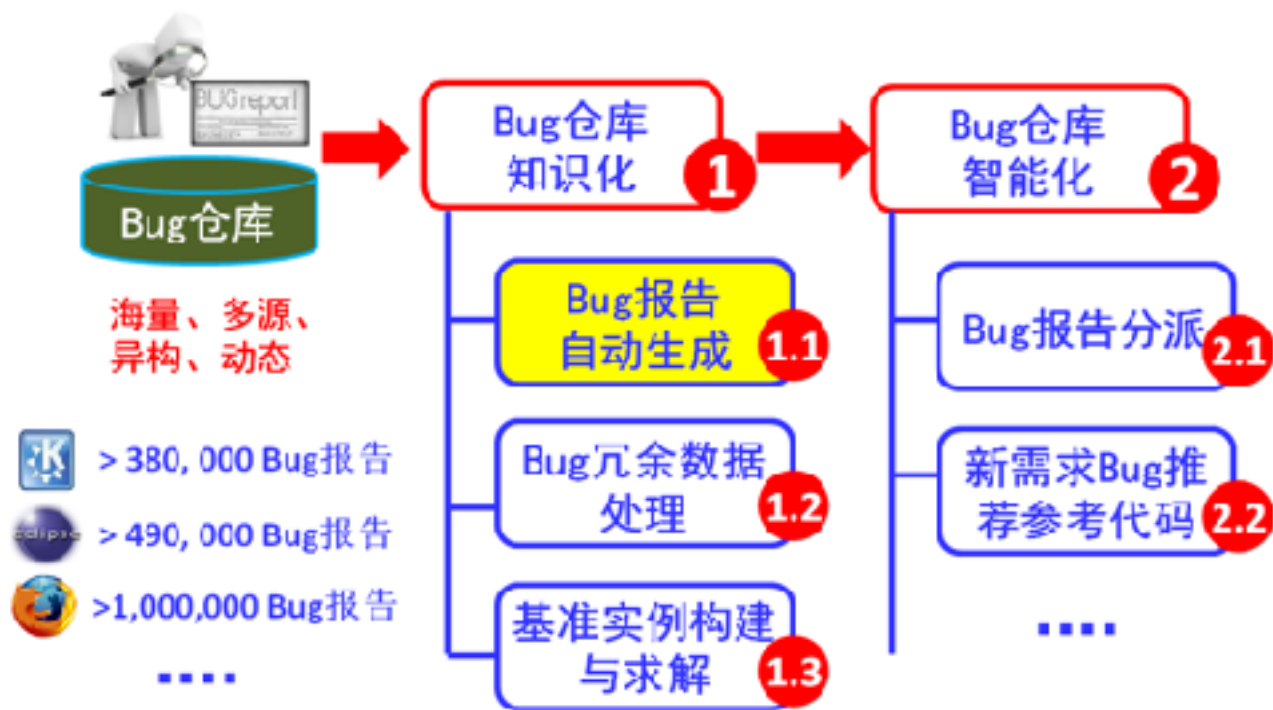 BUG report
Bug仓库
海量、多源、
异构、动态
> 380, 000 Bug报告
eclipse
> 490, 000 Bug报告
>1,000,000 Bug报告
....
Bug仓库
知识化
1
Bug报告
自动生成
1.1
Bug冗余数据
处理
1.2
基准实例构建
与求解
1.3
Bug仓库
智能化
2
Bug报告分派
2.1
新需求Bug推
荐参考代码
2.2
....